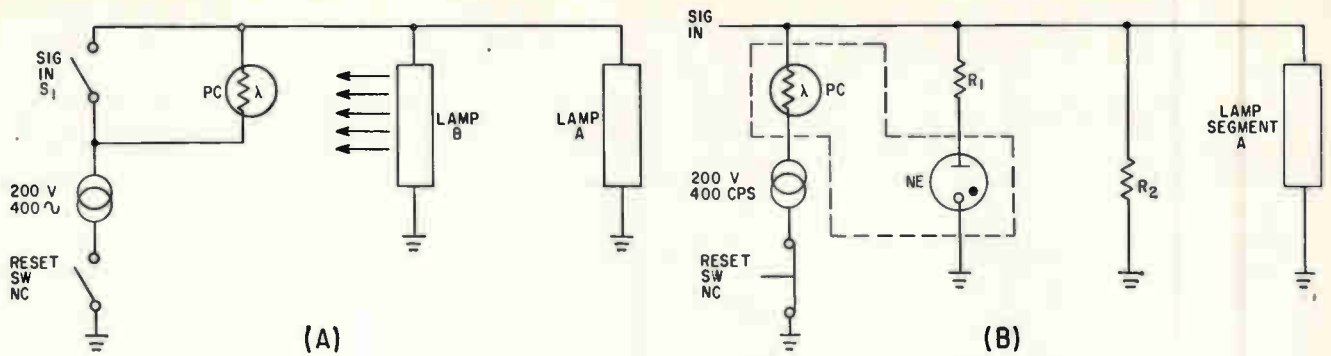 SIG
IN
S1
PC
λ
LAMP
B
LAMP
A
200 V
400 ∿
RESET
SW
NC
(A)
SIG
IN
PC
λ
R1
LAMP
SEGMENT
A
200 V
400 CPS
NE
R2
RESET
SW
NC
(B)